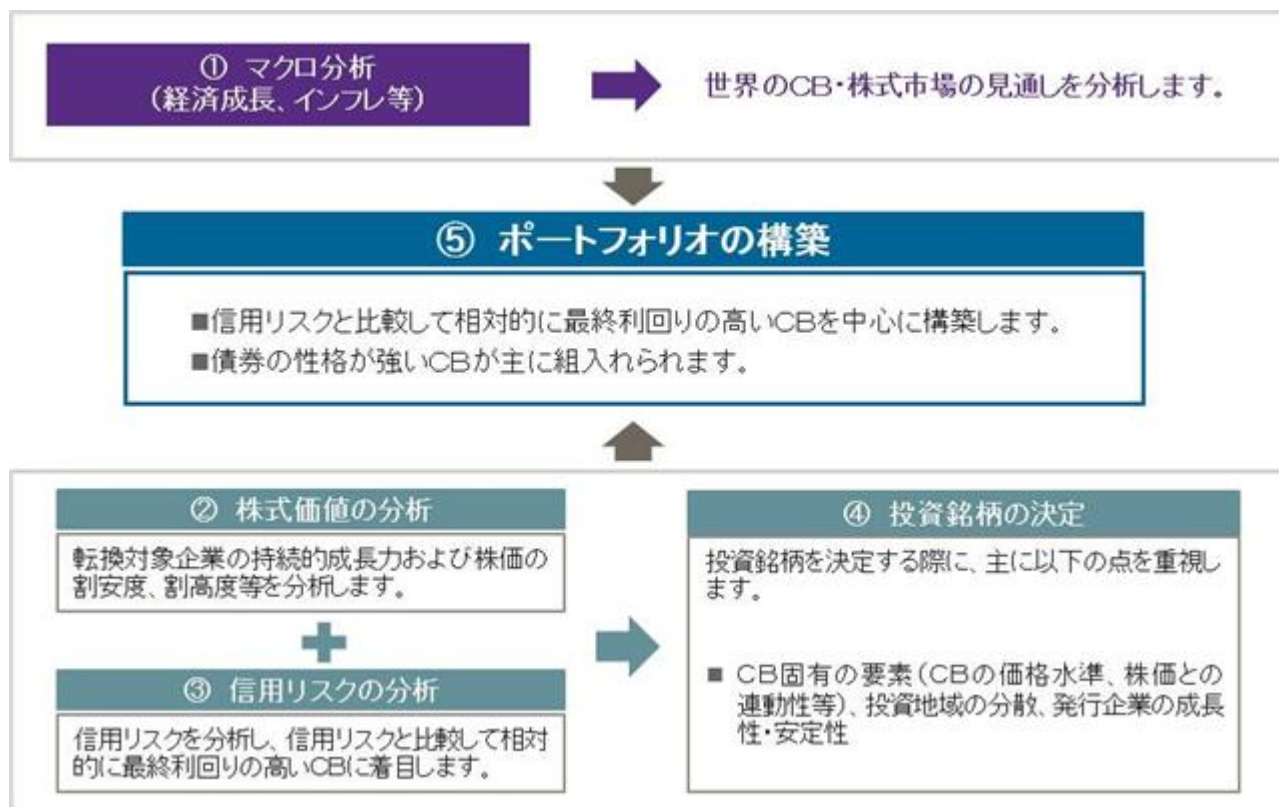 ① マクロ分析
(経済成長、インフレ等)
世界のCB・株式市場の見通しを分析します。
⑤ ポートフォリオの構築
■信用リスクと比較して相対的に最終利回りの高いCBを中心に構築します。
■債券の性格が強いCBが主に組入れられます。
② 株式価値の分析
転換対象企業の持続的成長力および株価の
割安度、割高度等を分析します。
③ 信用リスクの分析
信用リスクを分析し、信用リスクと比較して相対
的に最終利回りの高いCBに着目します。
④ 投資銘柄の決定
投資銘柄を決定する際に、主に以下の点を重視し
ます。
■ CB固有の要素(CBの価格水準、株価との
連動性等)、投資地域の分散、発行企業の成長
性・安定性